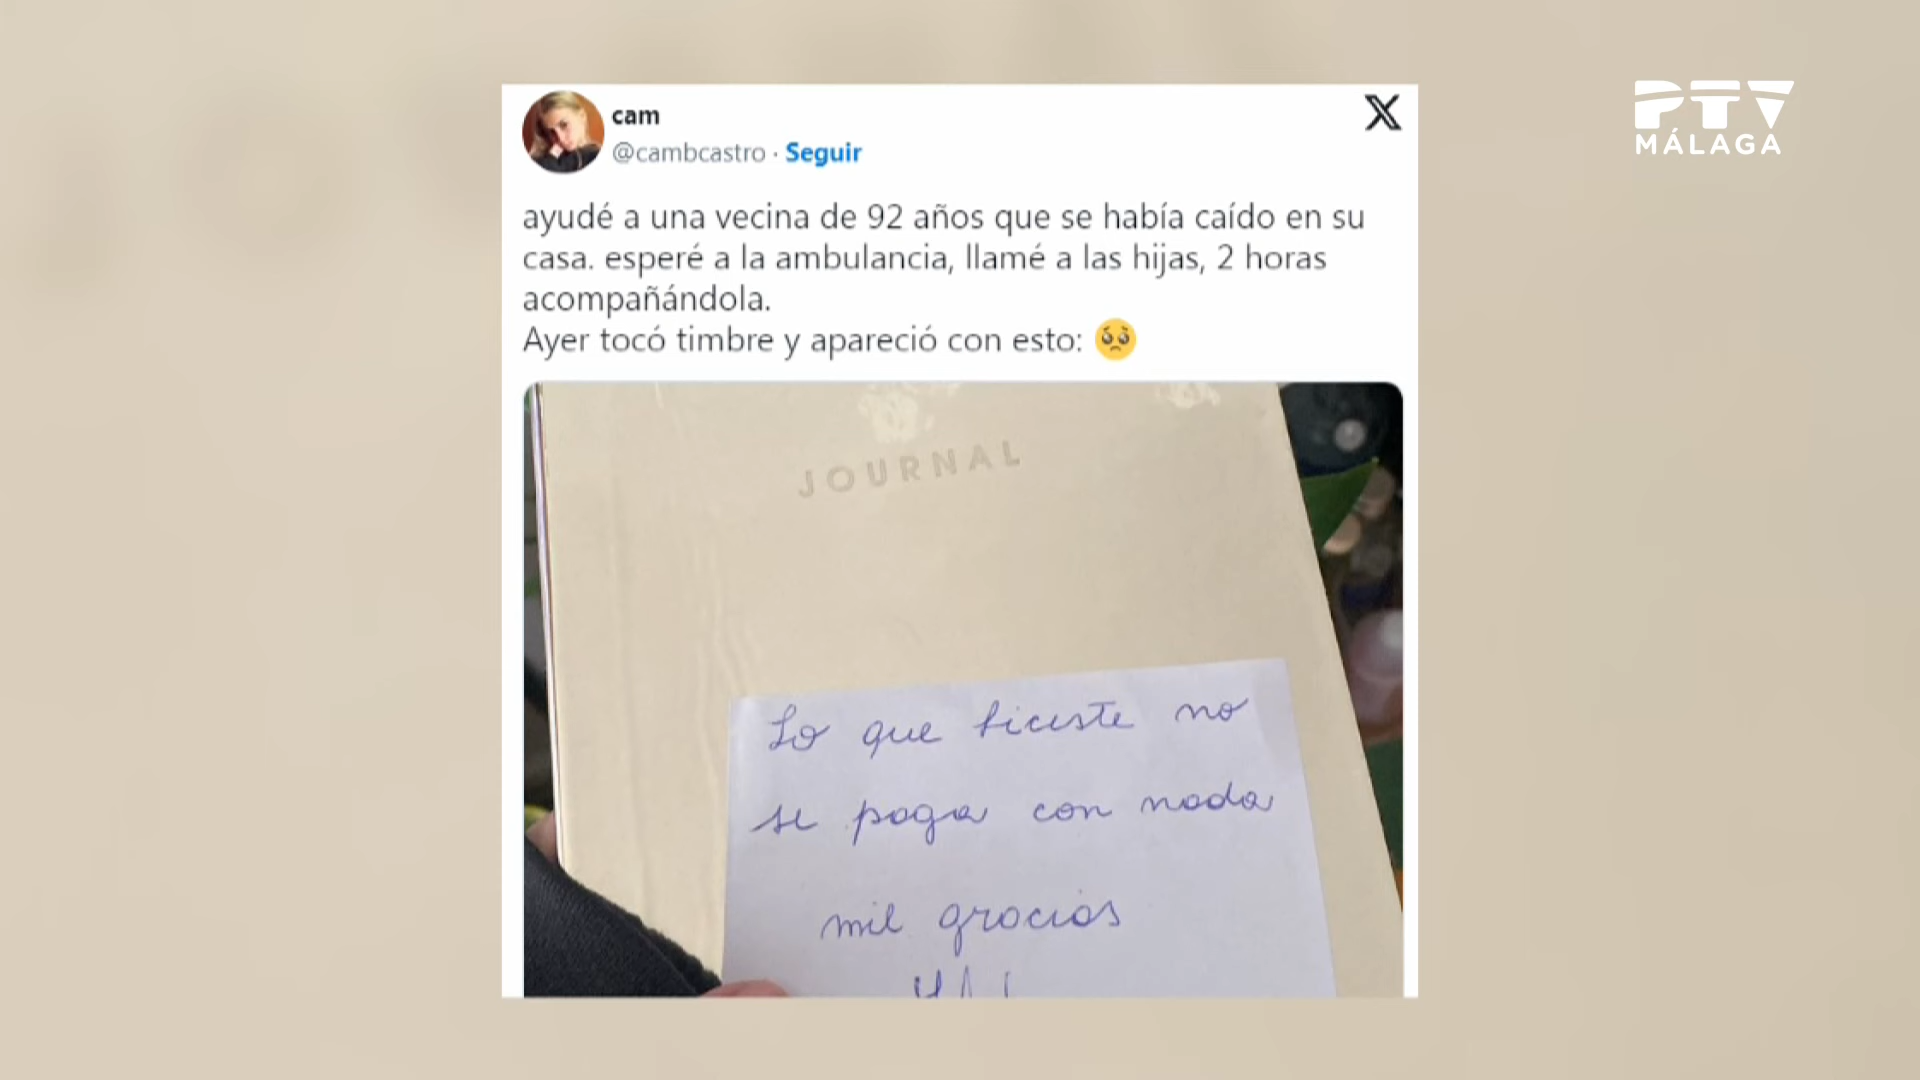 cam
@cambcastro · Seguir
X
PTV
MÁLAGA
ayudé a una vecina de 92 años que se había caído en su
casa. esperé a la ambulancia, llamé a las hijas, 2 horas
acompañándola.
Ayer tocó timbre y apareció con esto: 🥺
JOURNAL
Lo que hiciste no
se paga con nada
mil gracias